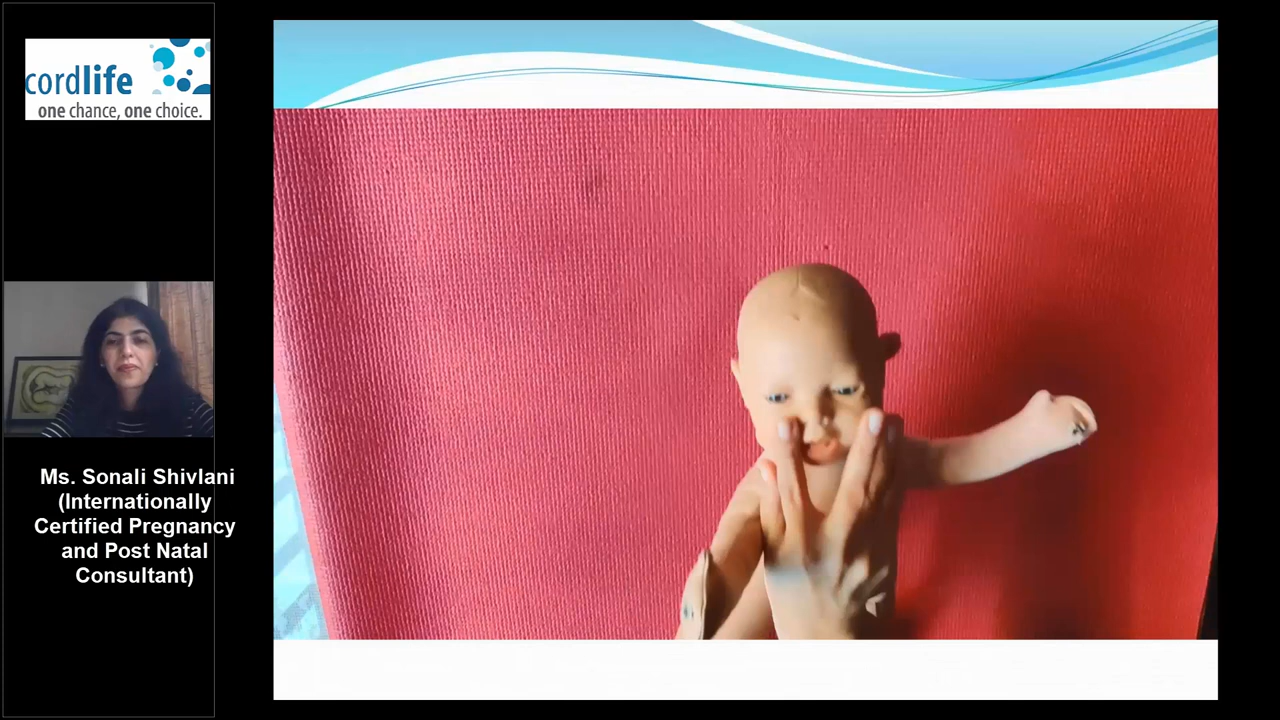 cordlife
one chance, one choice.
Ms. Sonali Shivlani
(Internationally
Certified Pregnancy
and Post Natal
Consultant)